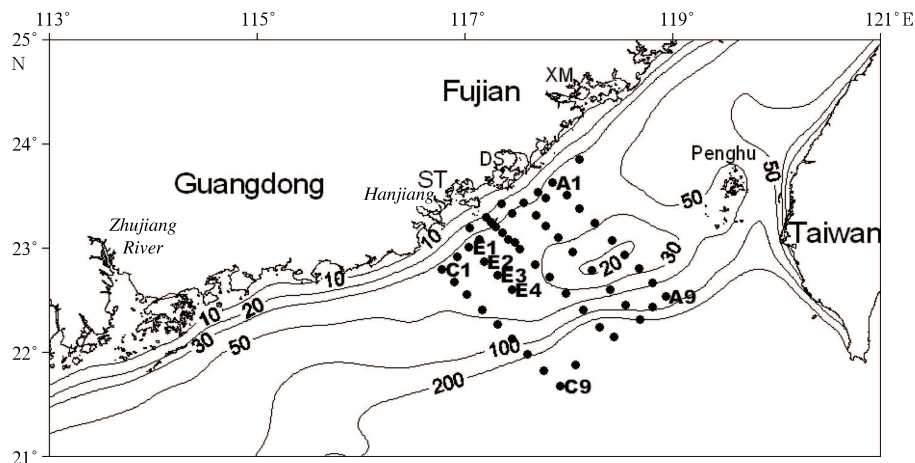 113° 115° 117° 119° 121°E
25°
N
XM
Fujian
24°
DS
Penghu
50
ST
A1
Guangdong
Hanjiang
50
Zhujiang
River
10
Taiwan
23°
E1
30
E2
20
C1
E3
10
E4
20
A9
10
30
50
22°
100
200
C9
21°